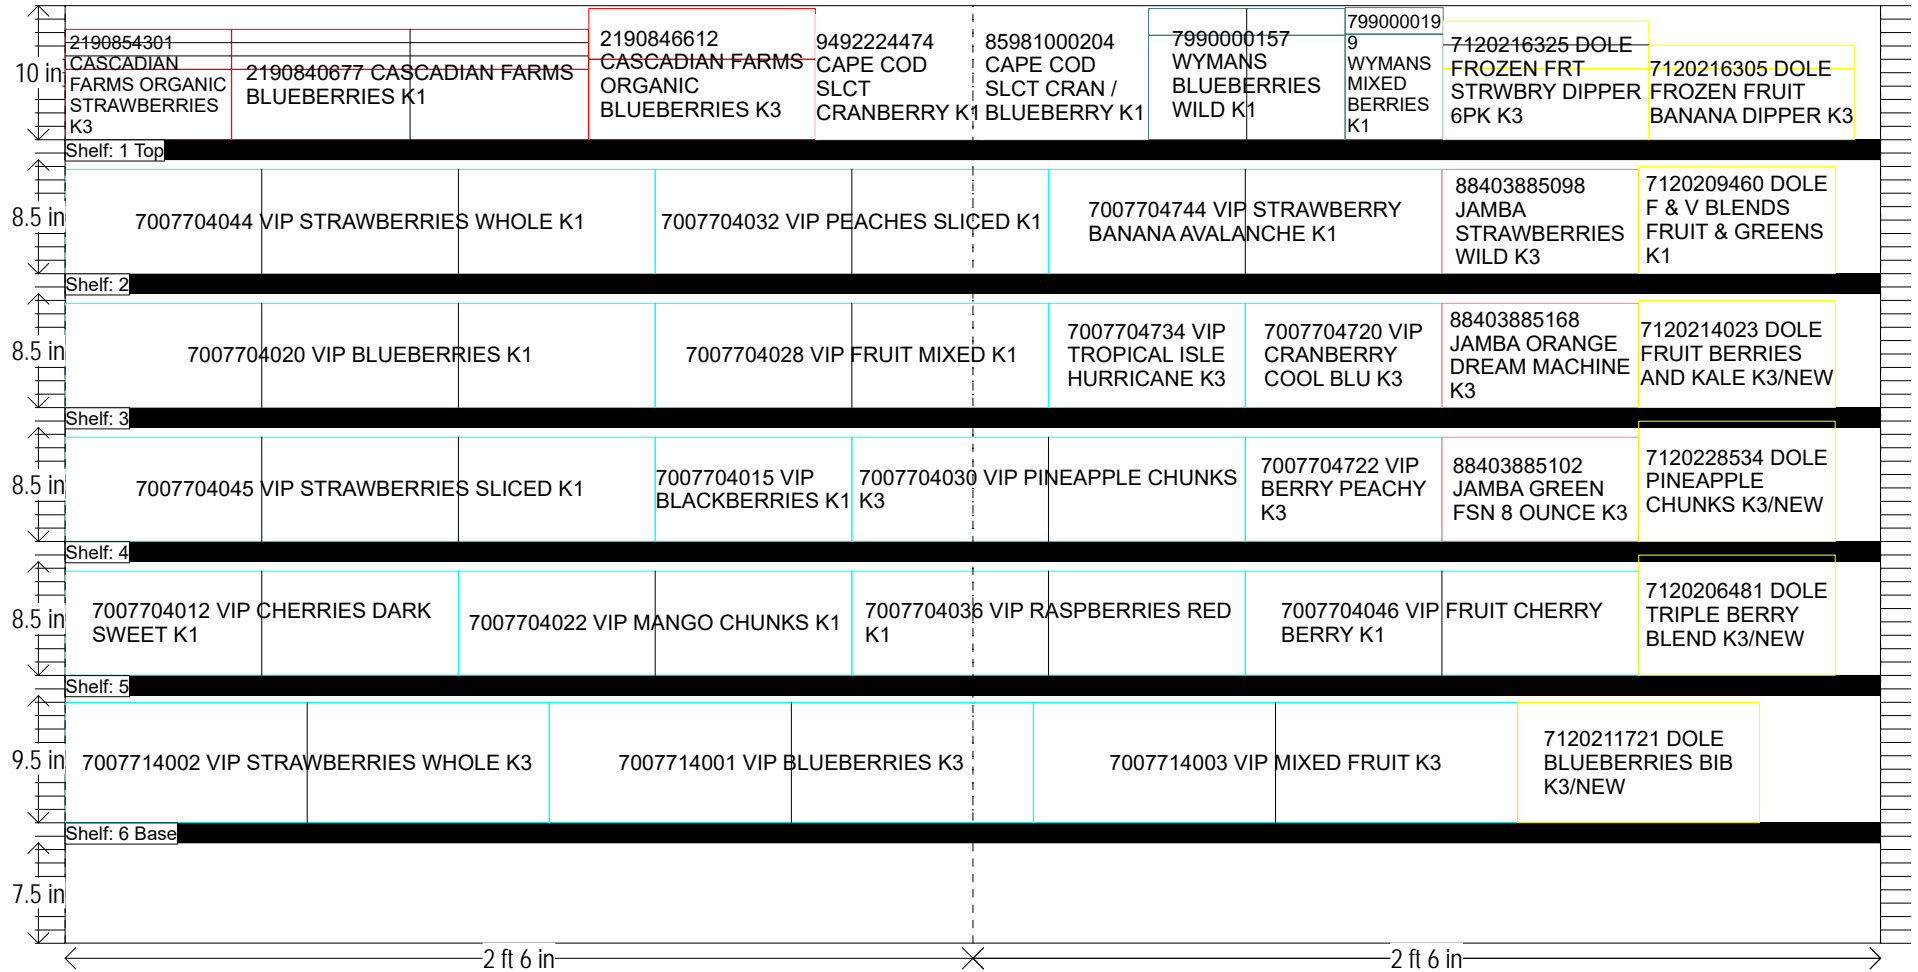 10 in
2190854301
CASCADIAN
FARMS ORGANIC
STRAWBERRIES
K3
2190840677 CASCADIAN FARMS
BLUEBERRIES K1
2190846612
CASCADIAN FARMS
ORGANIC
BLUEBERRIES K3
9492224474
CAPE COD
SLCT
CRANBERRY K1
85981000204
CAPE COD
SLCT CRAN /
BLUEBERRY K1
7990000157
WYMANS
BLUEBERRIES
WILD K1
799000019
9
WYMANS
MIXED
BERRIES
K1
7120216325 DOLE
FROZEN FRT
STRWBRY DIPPER
6PK K3
7120216305 DOLE
FROZEN FRUIT
BANANA DIPPER K3
Shelf: 1 Top
8.5 in
7007704044 VIP STRAWBERRIES WHOLE K1
7007704032 VIP PEACHES SLICED K1
7007704744 VIP STRAWBERRY
BANANA AVALANCHE K1
88403885098
JAMBA
STRAWBERRIES
WILD K3
7120209460 DOLE
F & V BLENDS
FRUIT & GREENS
K1
Shelf: 2
8.5 in
7007704020 VIP BLUEBERRIES K1
7007704028 VIP FRUIT MIXED K1
7007704734 VIP
TROPICAL ISLE
HURRICANE K3
7007704720 VIP
CRANBERRY
COOL BLU K3
88403885168
JAMBA ORANGE
DREAM MACHINE
K3
7120214023 DOLE
FRUIT BERRIES
AND KALE K3/NEW
Shelf: 3
8.5 in
7007704045 VIP STRAWBERRIES SLICED K1
7007704015 VIP
BLACKBERRIES K1
7007704030 VIP PINEAPPLE CHUNKS
K3
7007704722 VIP
BERRY PEACHY
K3
88403885102
JAMBA GREEN
FSN 8 OUNCE K3
7120228534 DOLE
PINEAPPLE
CHUNKS K3/NEW
Shelf: 4
8.5 in
7007704012 VIP CHERRIES DARK
SWEET K1
7007704022 VIP MANGO CHUNKS K1
7007704036 VIP RASPBERRIES RED
K1
7007704046 VIP FRUIT CHERRY
BERRY K1
7120206481 DOLE
TRIPLE BERRY
BLEND K3/NEW
Shelf: 5
9.5 in
7007714002 VIP STRAWBERRIES WHOLE K3
7007714001 VIP BLUEBERRIES K3
7007714003 VIP MIXED FRUIT K3
7120211721 DOLE
BLUEBERRIES BIB
K3/NEW
Shelf: 6 Base
7.5 in
2 ft 6 in
2 ft 6 in